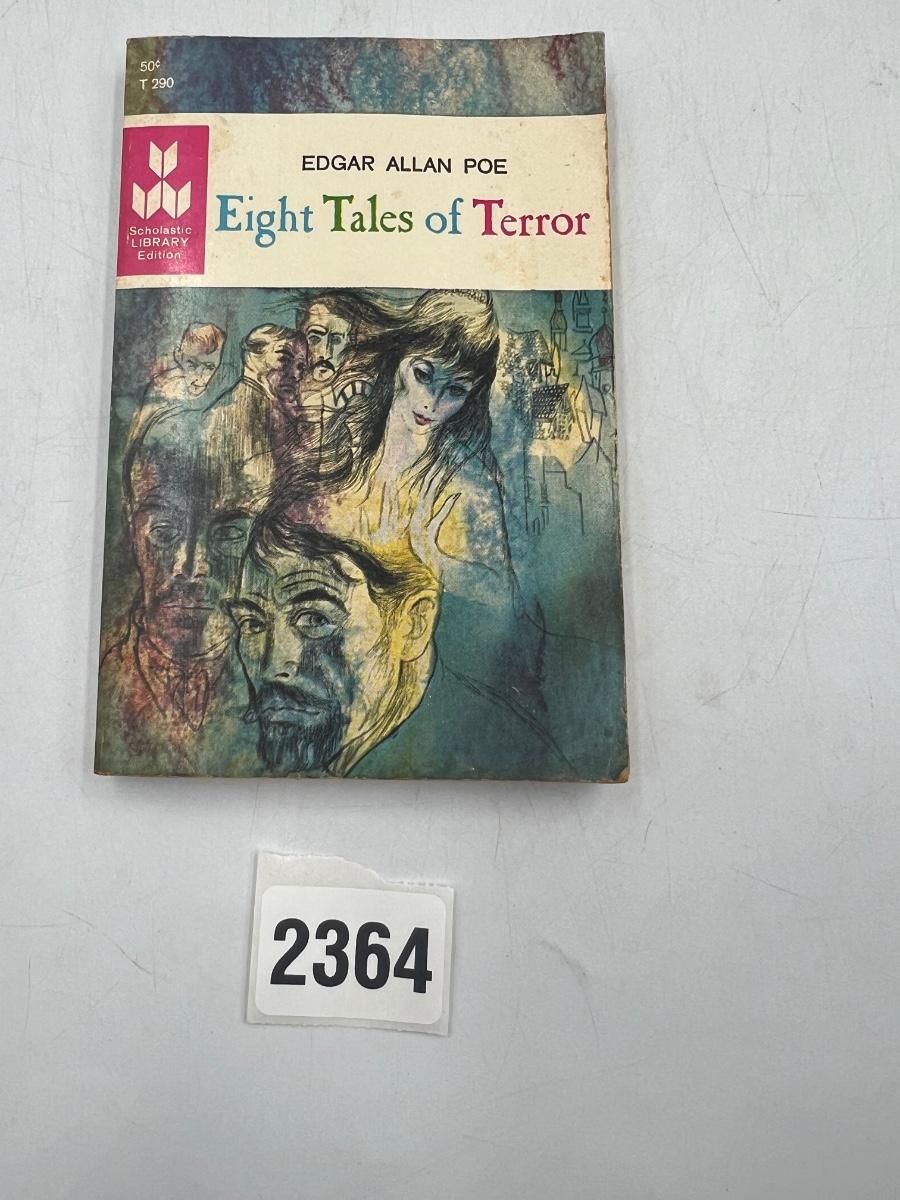 50¢
T 290
EDGAR ALLAN POE
Eight Tales of Terror
Scholastic
LIBRARY
Edition
2364